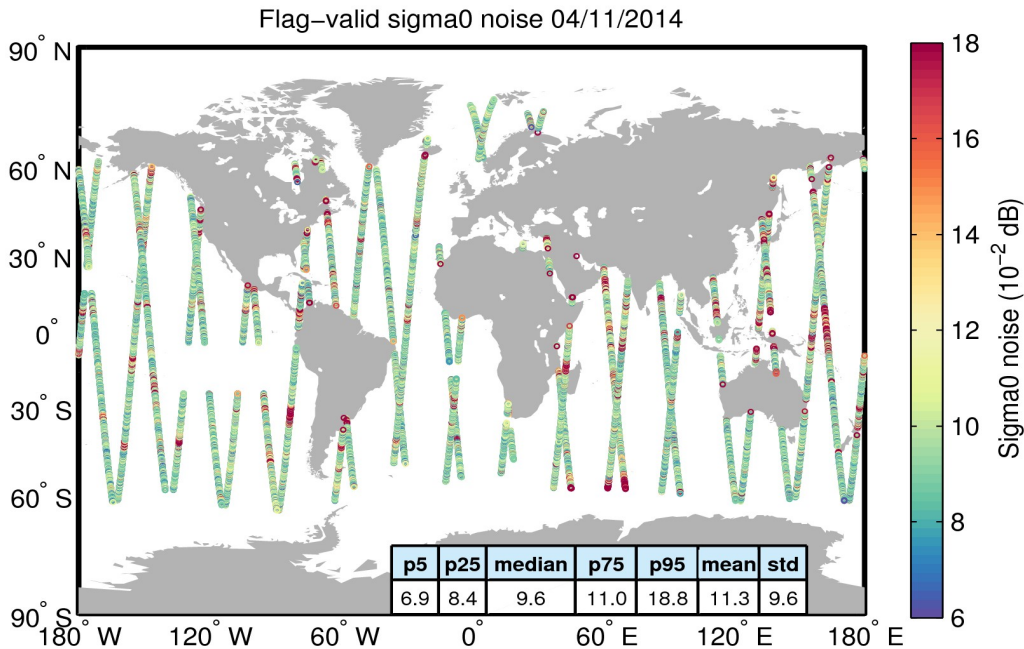 Flag−valid sigma0 noise 04/11/2014
90° N
60° N
30° N
0°
30° S
60° S
90° S
180° W
120° W
60° W
0°
60° E
120° E
180° E
p5 p25 median p75 p95 mean std
6.9 8.4 9.6 11.0 18.8 11.3 9.6
18
16
14
12
10
8
6
Sigma0 noise (10⁻² dB)